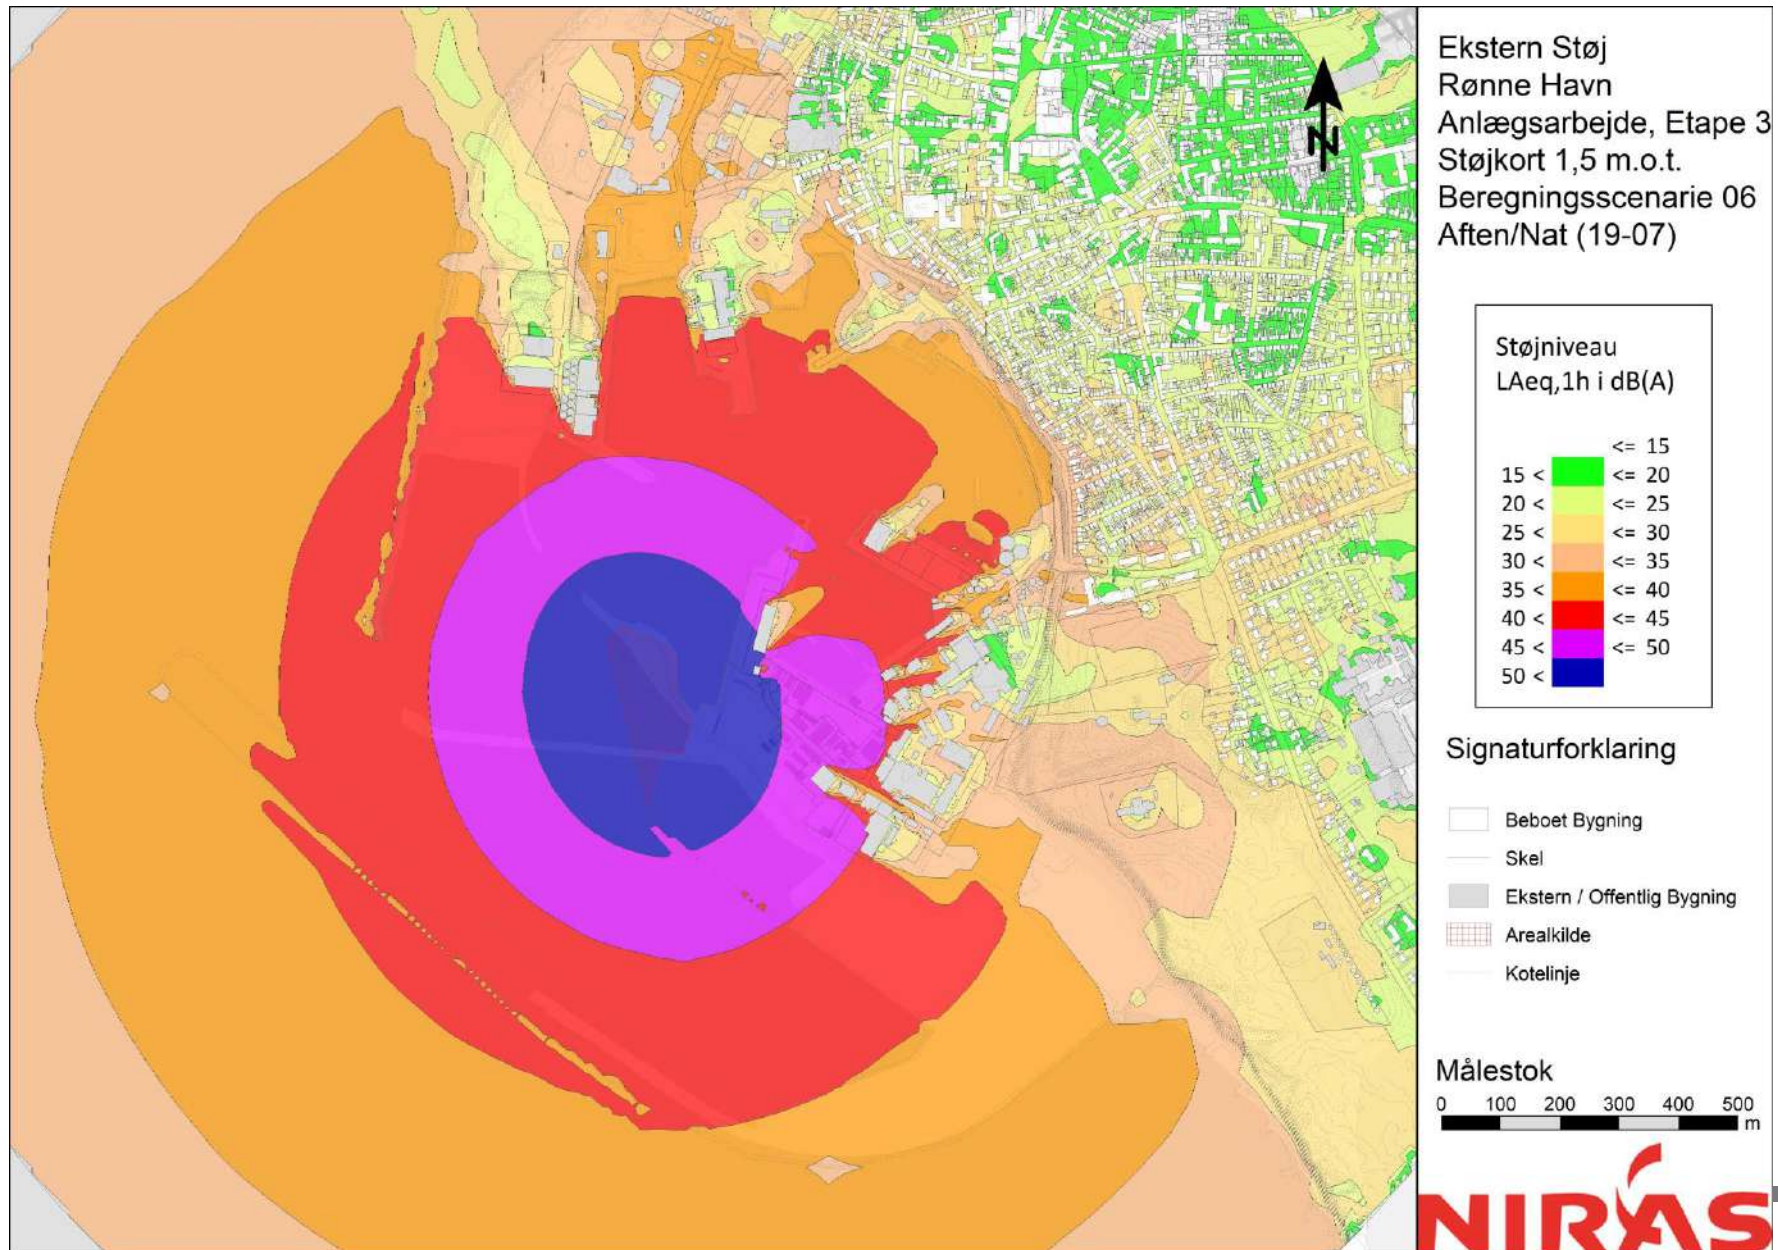 Ekstern Støj
Rønne Havn
Anlægsarbejde, Etape 3
Støjkort 1,5 m.o.t.
Beregningsscenarie 06
Aften/Nat (19-07)
N
Støjniveau
LAeq,1h i dB(A)
<= 15
15 < <= 20
20 < <= 25
25 < <= 30
30 < <= 35
35 < <= 40
40 < <= 45
45 < <= 50
50 <
Signaturforklaring
Beboet Bygning
Skel
Ekstern / Offentlig Bygning
Arealkilde
Kotelinje
Målestok
0 100 200 300 400 500
m
NIRAS